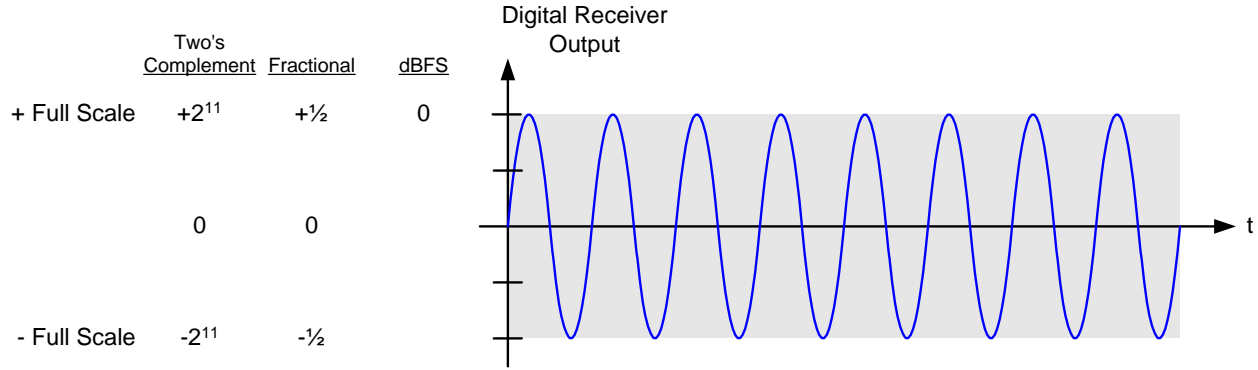 Digital Receiver
Output
Two's
Complement Fractional dBFS
+ Full Scale +2¹¹ +½ 0
0 0
t
- Full Scale -2¹¹ -½